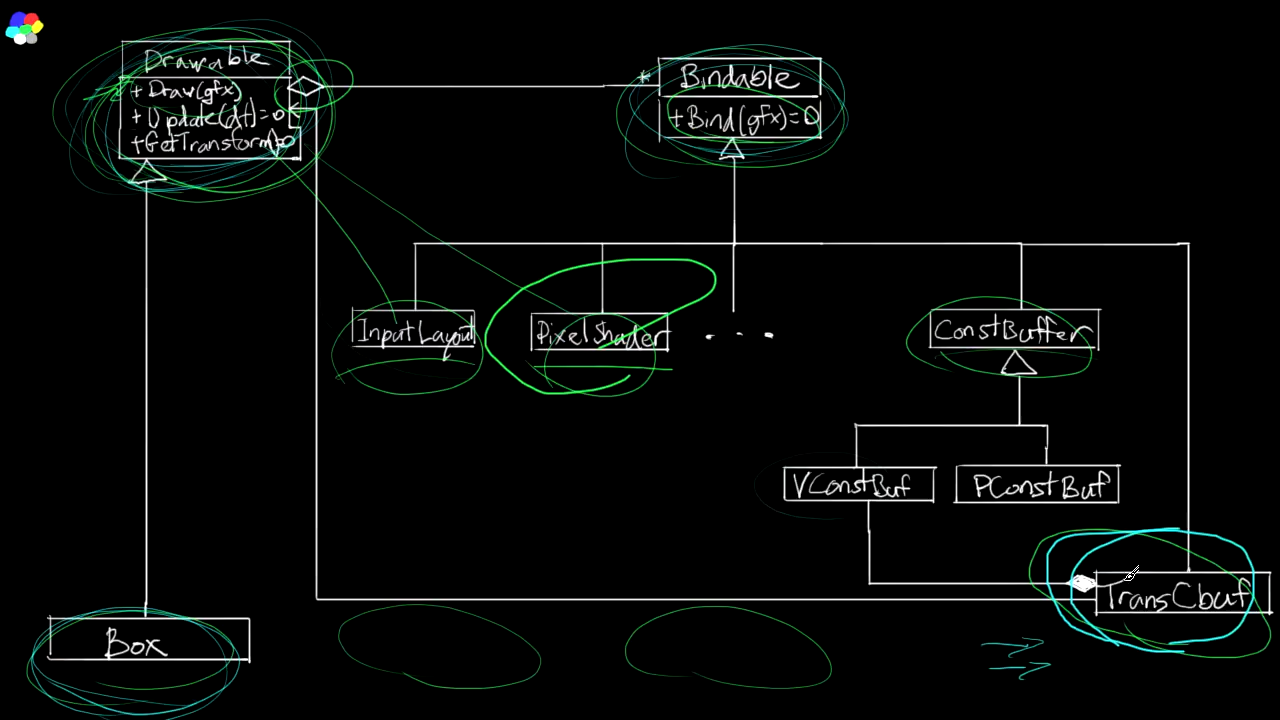 Drawable
+ Draw(gfx)
+ Update(dt)=0
+GetTransform()=0
*
Bindable
+Bind(gfx)=0
InputLayout
PixelShader
...
ConstBuffer
VConstBuf
PConstBuf
TransCbuf
Box